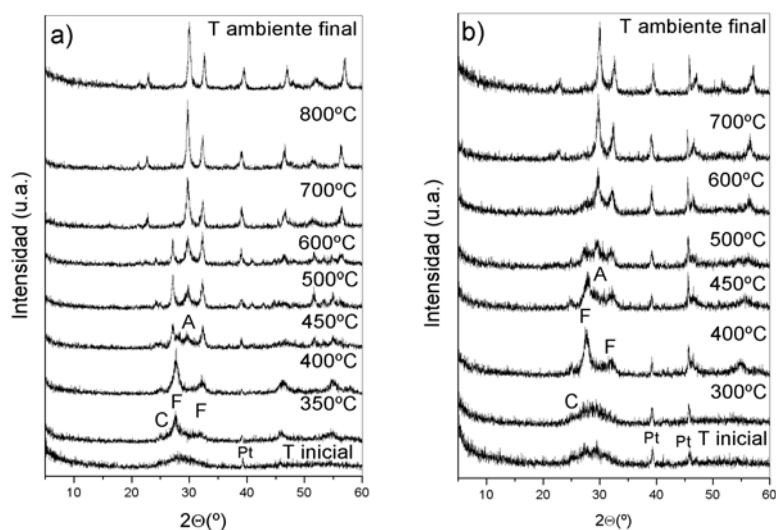 a)
T ambiente final
800ºC
700ºC
600ºC
500ºC
450ºC
A
400ºC
F
350ºC
C
F
Pt
T inicial
5 10 20 30 40 50 60
2Θ(º)
Intensidad (u.a.)
b)
T ambiente final
700ºC
600ºC
500ºC
A
450ºC
F
F
400ºC
300ºC
C
Pt
Pt
T inicial
5 10 20 30 40 50 60
2Θ(º)
Intensidad (u.a.)